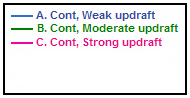 A. Cont, Weak updraft
B. Cont, Moderate updraft
C. Cont, Strong updraft